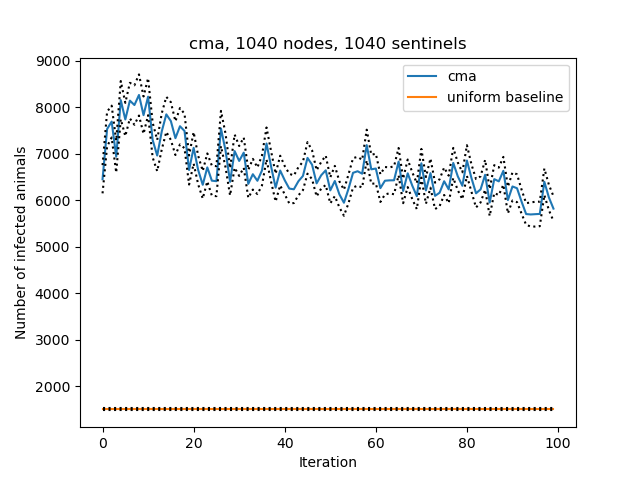 cma, 1040 nodes, 1040 sentinels
cma
uniform baseline
9000
8000
7000
6000
5000
4000
3000
2000
Number of infected animals
0 20 40 60 80 100
Iteration